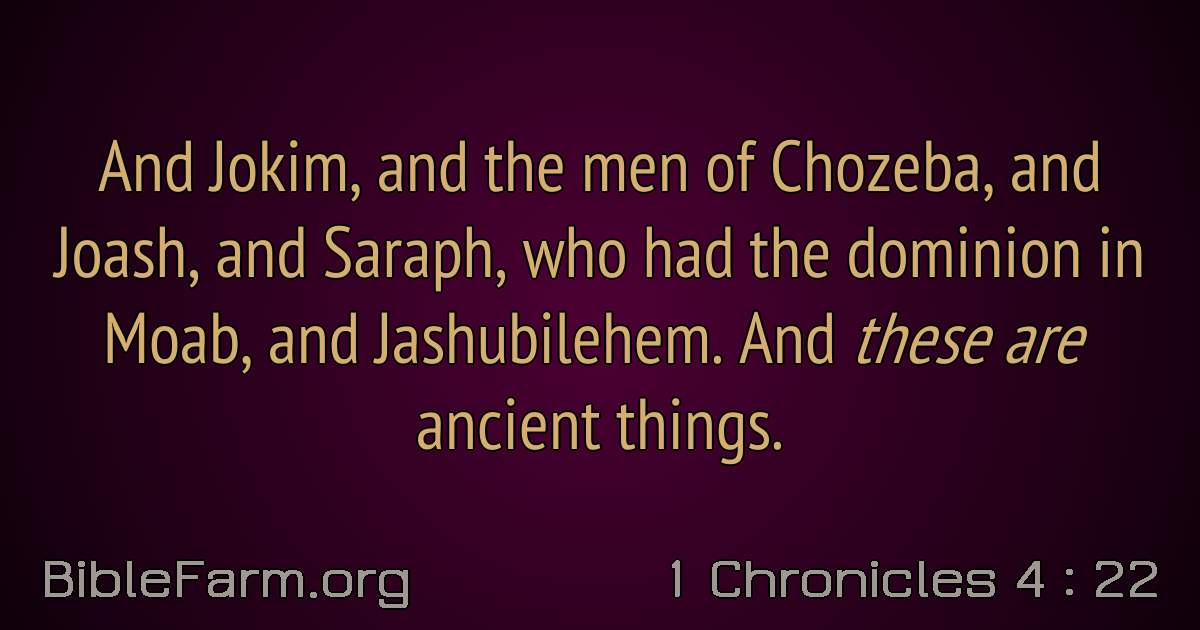 And Jokim, and the men of Chozeba, and
Joash, and Saraph, who had the dominion in
Moab, and Jashubilehem. And these are
ancient things.
BibleFarm.org
1 Chronicles 4 : 22